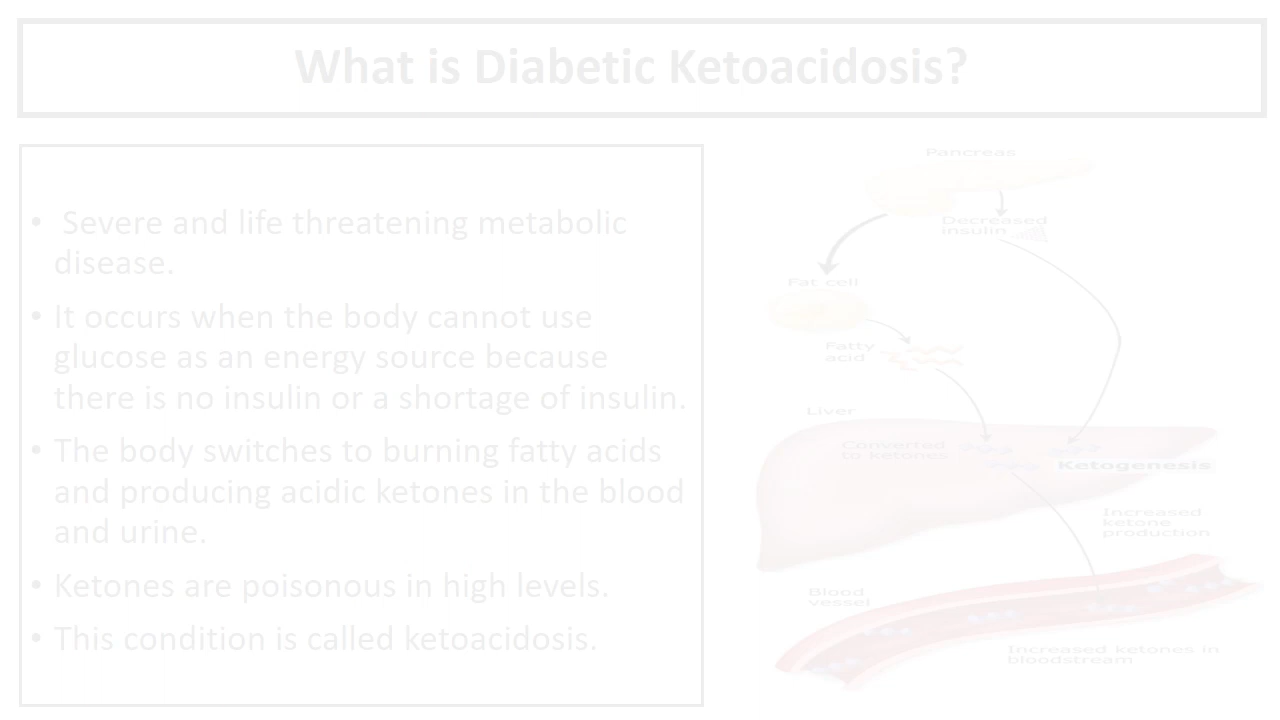 What is Diabetic Ketoacidosis?
• Severe and life threatening metabolic
disease.
• It occurs when the body cannot use
glucose as an energy source because
there is no insulin or a shortage of insulin.
• The body switches to burning fatty acids
and producing acidic ketones in the blood
and urine.
• Ketones are poisonous in high levels.
• This condition is called ketoacidosis.
Pancreas
Decreased
insulin
Fat cell
Fatty
acid
Liver
Converted
to ketones
Ketogenesis
Increased
ketone
production
Blood
vessel
Increased ketones in
bloodstream